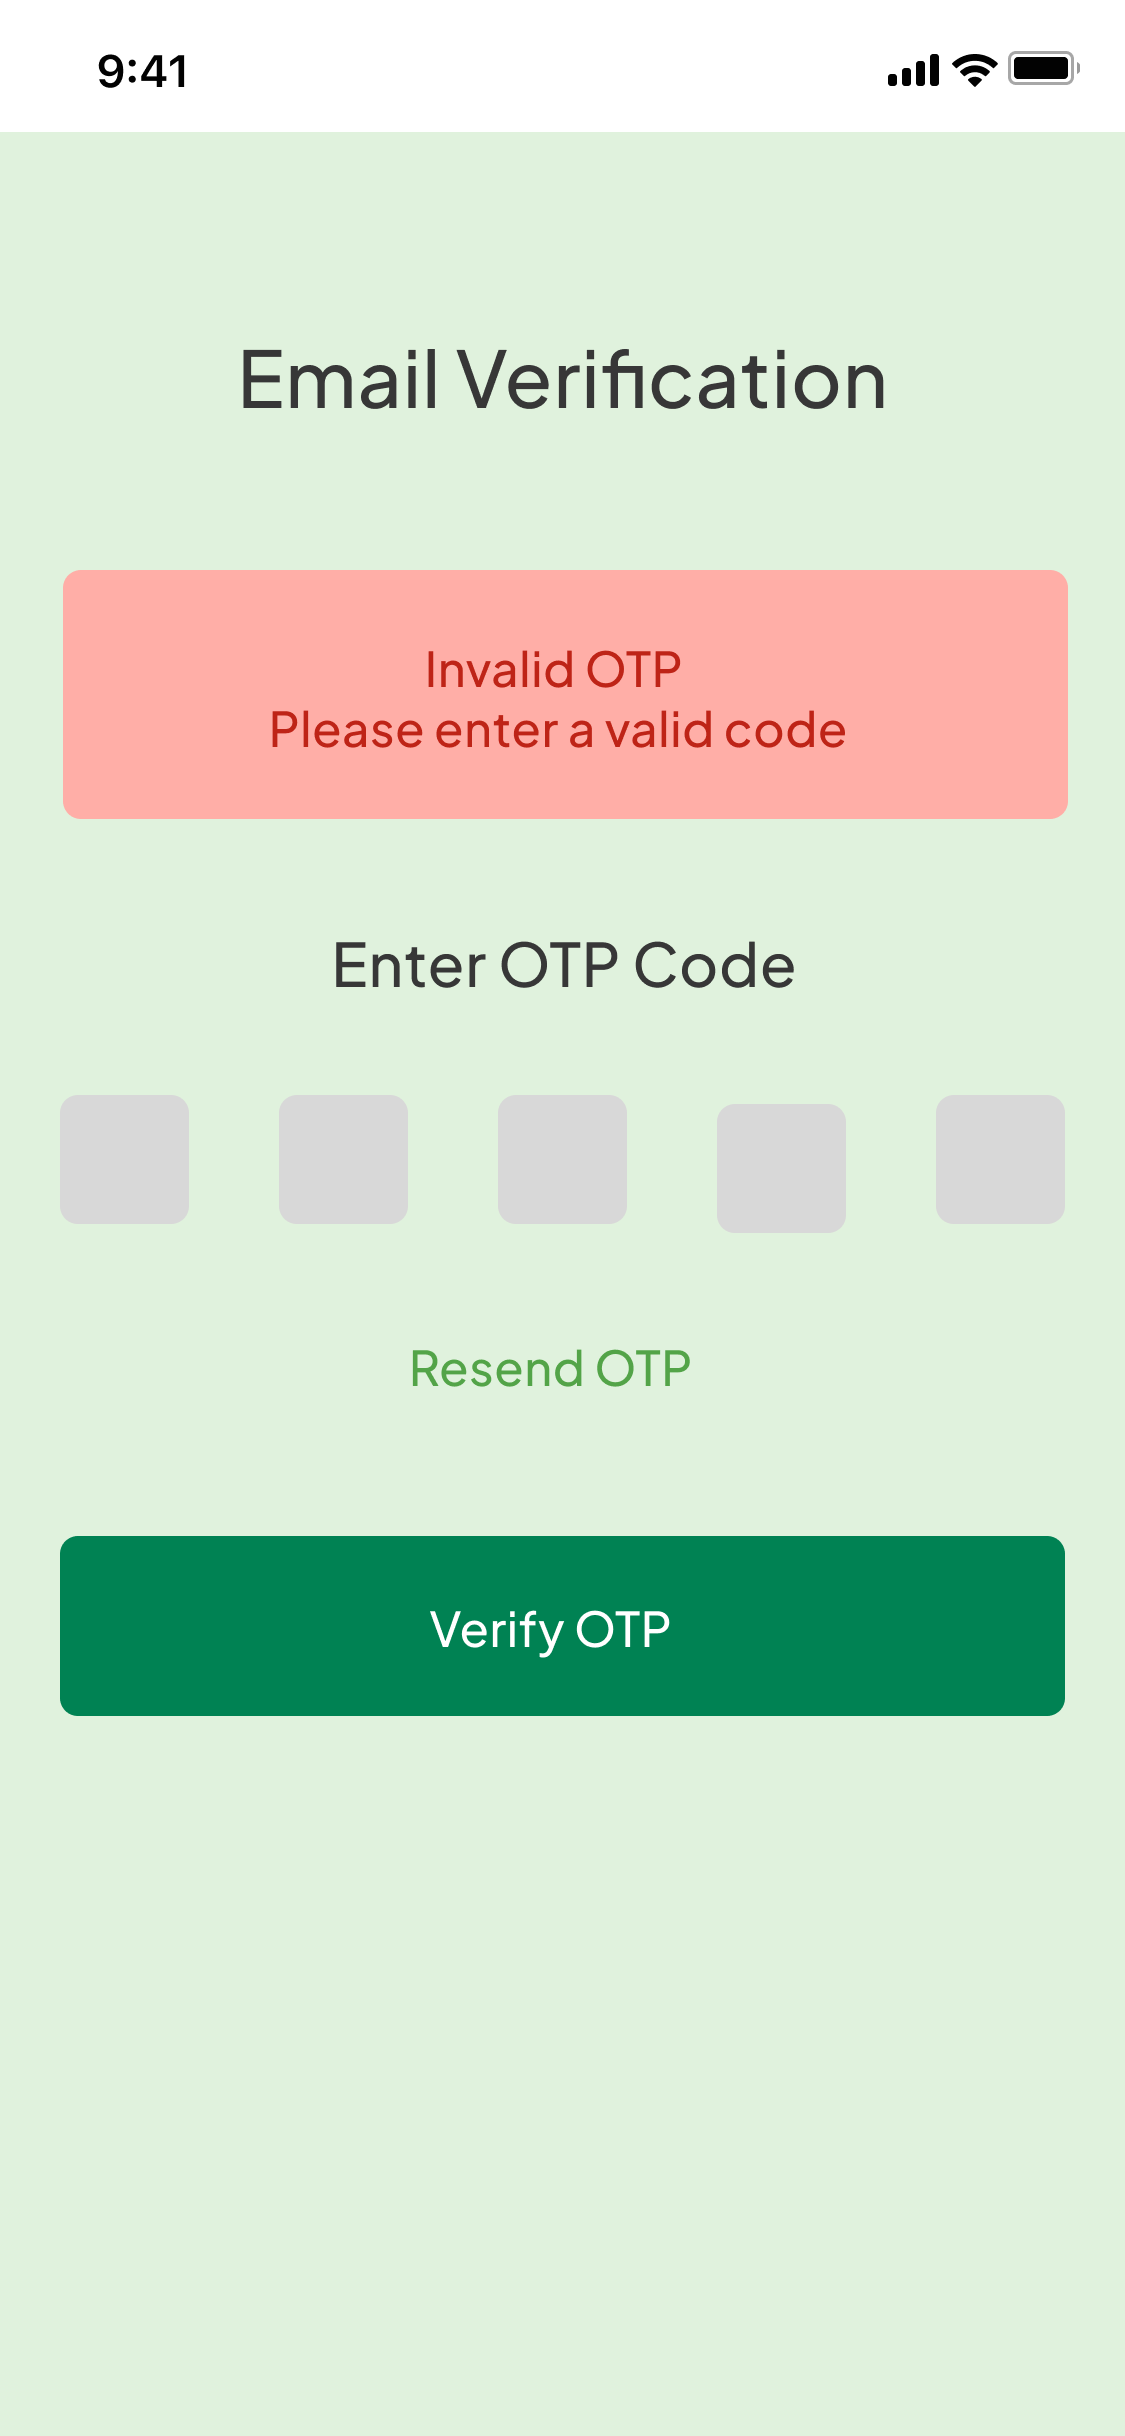 9:41
Email Verification
Invalid OTP
Please enter a valid code
Enter OTP Code
Resend OTP
Verify OTP